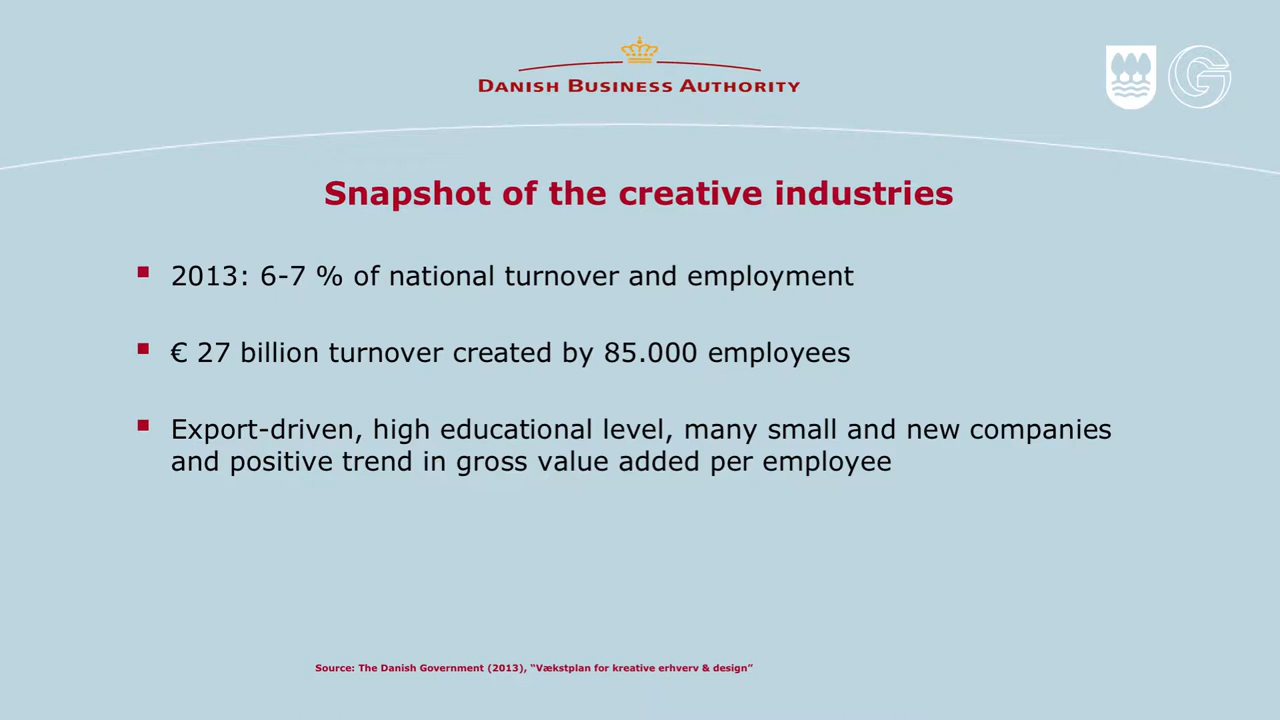 DANISH BUSINESS AUTHORITY
G
Snapshot of the creative industries
2013: 6-7 % of national turnover and employment
€ 27 billion turnover created by 85.000 employees
Export-driven, high educational level, many small and new companies
and positive trend in gross value added per employee
Source: The Danish Government (2013), “Vækstplan for kreative erhverv & design”